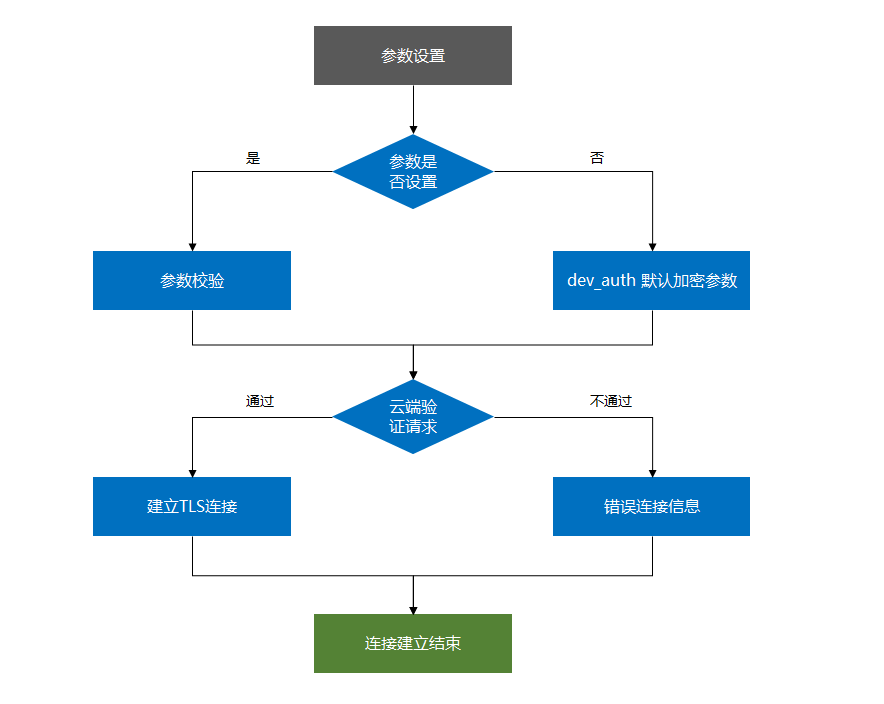 参数设置
是
参数是
否设置
否
参数校验
dev_auth 默认加密参数
通过
云端验
证请求
不通过
建立TLS连接
错误连接信息
连接建立结束